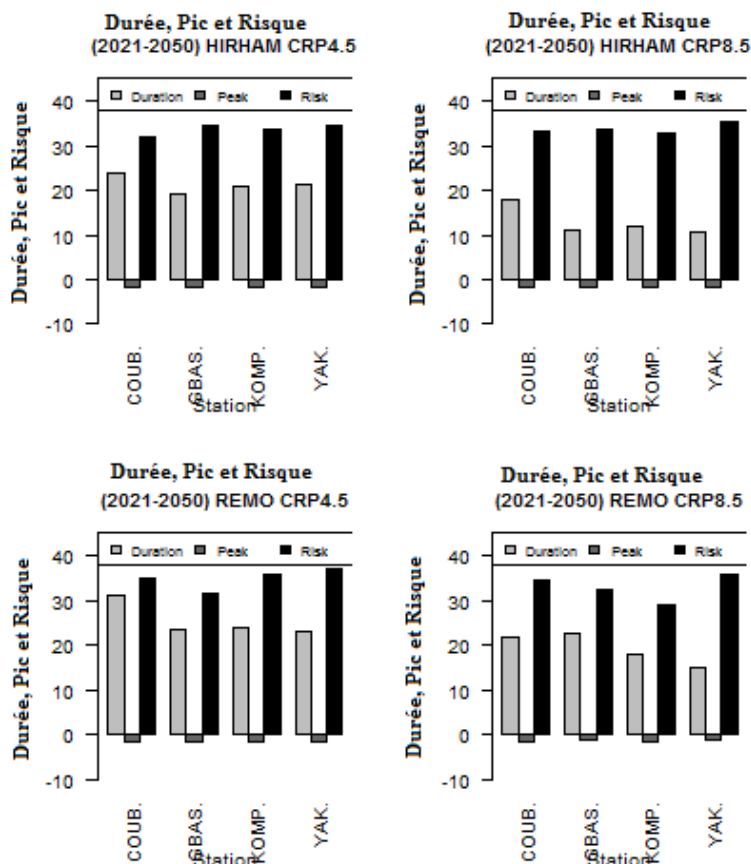 Durée, Pic et Risque
(2021-2050) HIRHAM CRP4.5
Durée, Pic et Risque
40
30
20
10
0
-10
Duration Peak Risk
COUB. GBAS. KOMP. YAK.
Station
Durée, Pic et Risque
(2021-2050) HIRHAM CRP8.5
Durée, Pic et Risque
40
30
20
10
0
-10
Duration Peak Risk
COUB. GBAS. KOMP. YAK.
Station
Durée, Pic et Risque
(2021-2050) REMO CRP4.5
Durée, Pic et Risque
40
30
20
10
0
-10
Duration Peak Risk
COUB. GBAS. KOMP. YAK.
Station
Durée, Pic et Risque
(2021-2050) REMO CRP8.5
Durée, Pic et Risque
40
30
20
10
0
-10
Duration Peak Risk
COUB. GBAS. KOMP. YAK.
Station